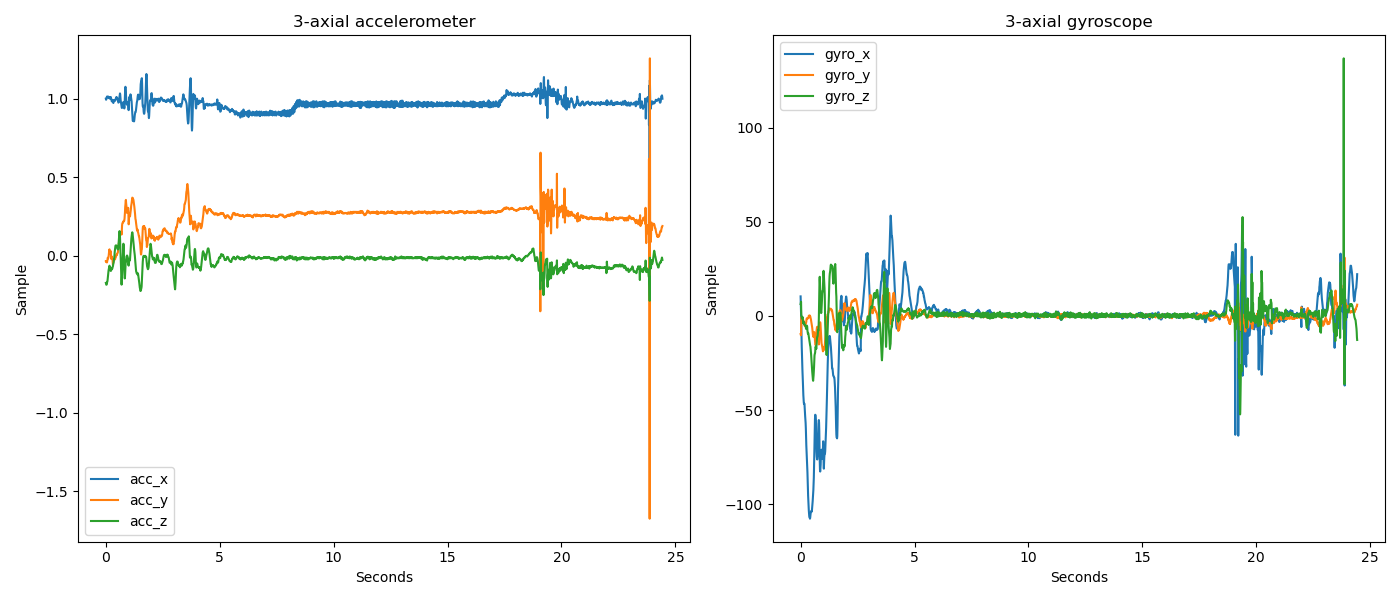 3-axial accelerometer
1.0
0.5
0.0
−0.5
−1.0
−1.5
Sample
acc_x
acc_y
acc_z
0 5 10 15 20 25
Seconds
3-axial gyroscope
gyro_x
gyro_y
gyro_z
100
50
0
−50
−100
Sample
0 5 10 15 20 25
Seconds